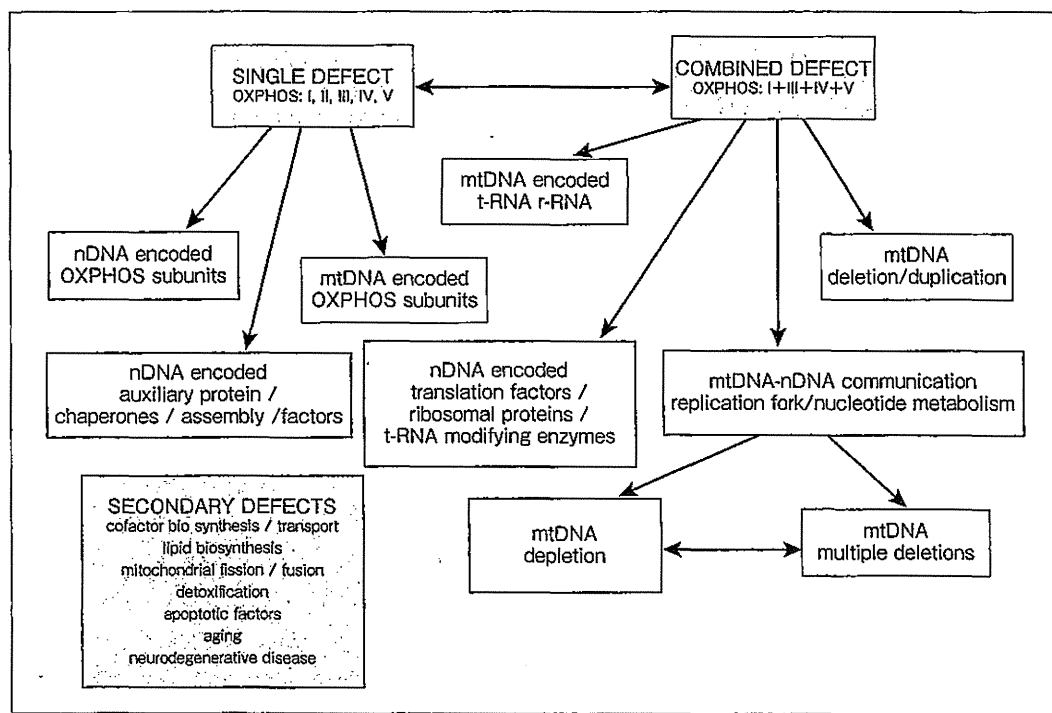 SINGLE DEFECT
OXPHOS: I, II, III, IV, V
COMBINED DEFECT
OXPHOS: I+III+IV+V
mtDNA encoded
t-RNA r-RNA
nDNA encoded
OXPHOS subunits
mtDNA encoded
OXPHOS subunits
mtDNA
deletion/duplication
nDNA encoded
auxiliary protein /
chaperones / assembly /factors
nDNA encoded
translation factors /
ribosomal proteins /
t-RNA modifying enzymes
mtDNA-nDNA communication
replication fork/nucleotide metabolism
SECONDARY DEFECTS
cofactor bio synthesis / transport
lipid biosynthesis
mitochondrial fission / fusion
detoxification
apoptotic factors
aging
neurodegenerative disease
mtDNA
depletion
mtDNA
multiple deletions